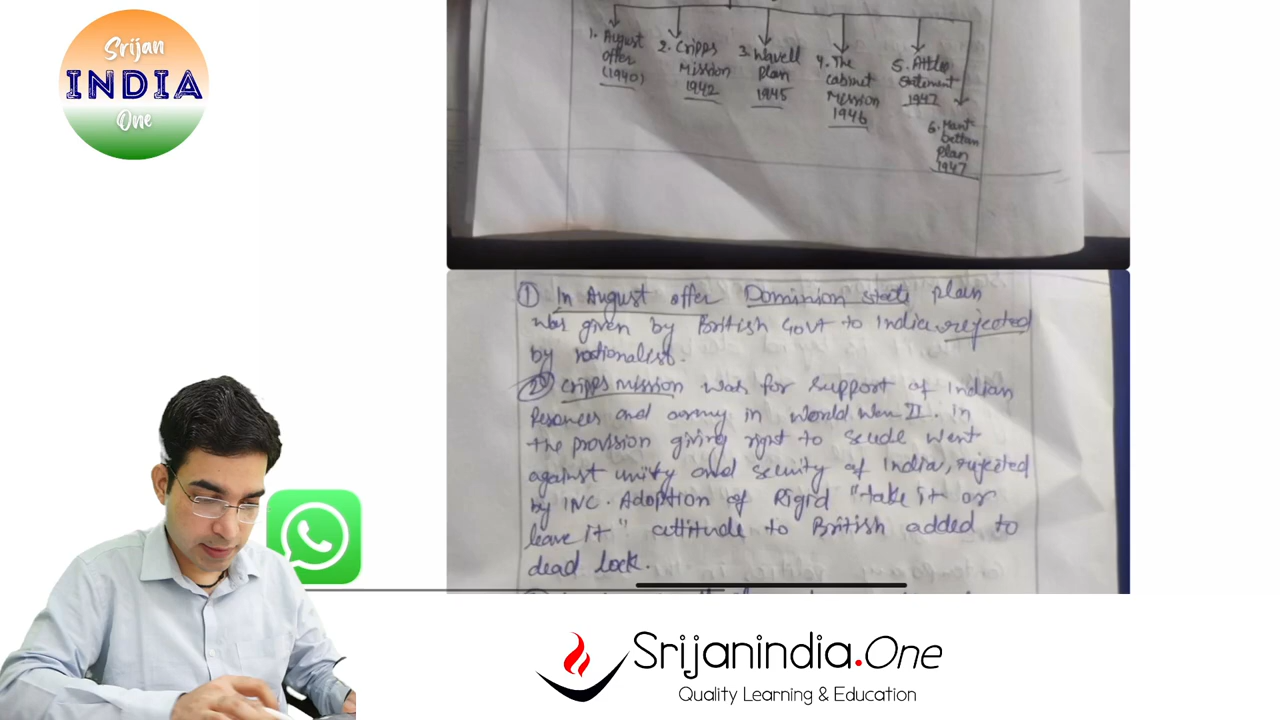 Srijan
INDIA
One
1. August
offer
(1940)
2. Cripps
Mission
1942
3. Wavell
Plan
1945
4. The
Cabinet
Mission
1946
5. Attlee
Statement
1947
6. Mant-
batton
Plan
1947
① In August offer Dominion state plan
was given by British Govt to India rejected
by nationalist.
② Cripps mission was for support of Indian
Resources and army in World War II. In
the provision giving right to secede went
against unity and security of India, rejected
by INC. Adoption of Rigid "take it or
leave it" attitude to British added to
dead lock.
Srijanindia.One
Quality Learning & Education